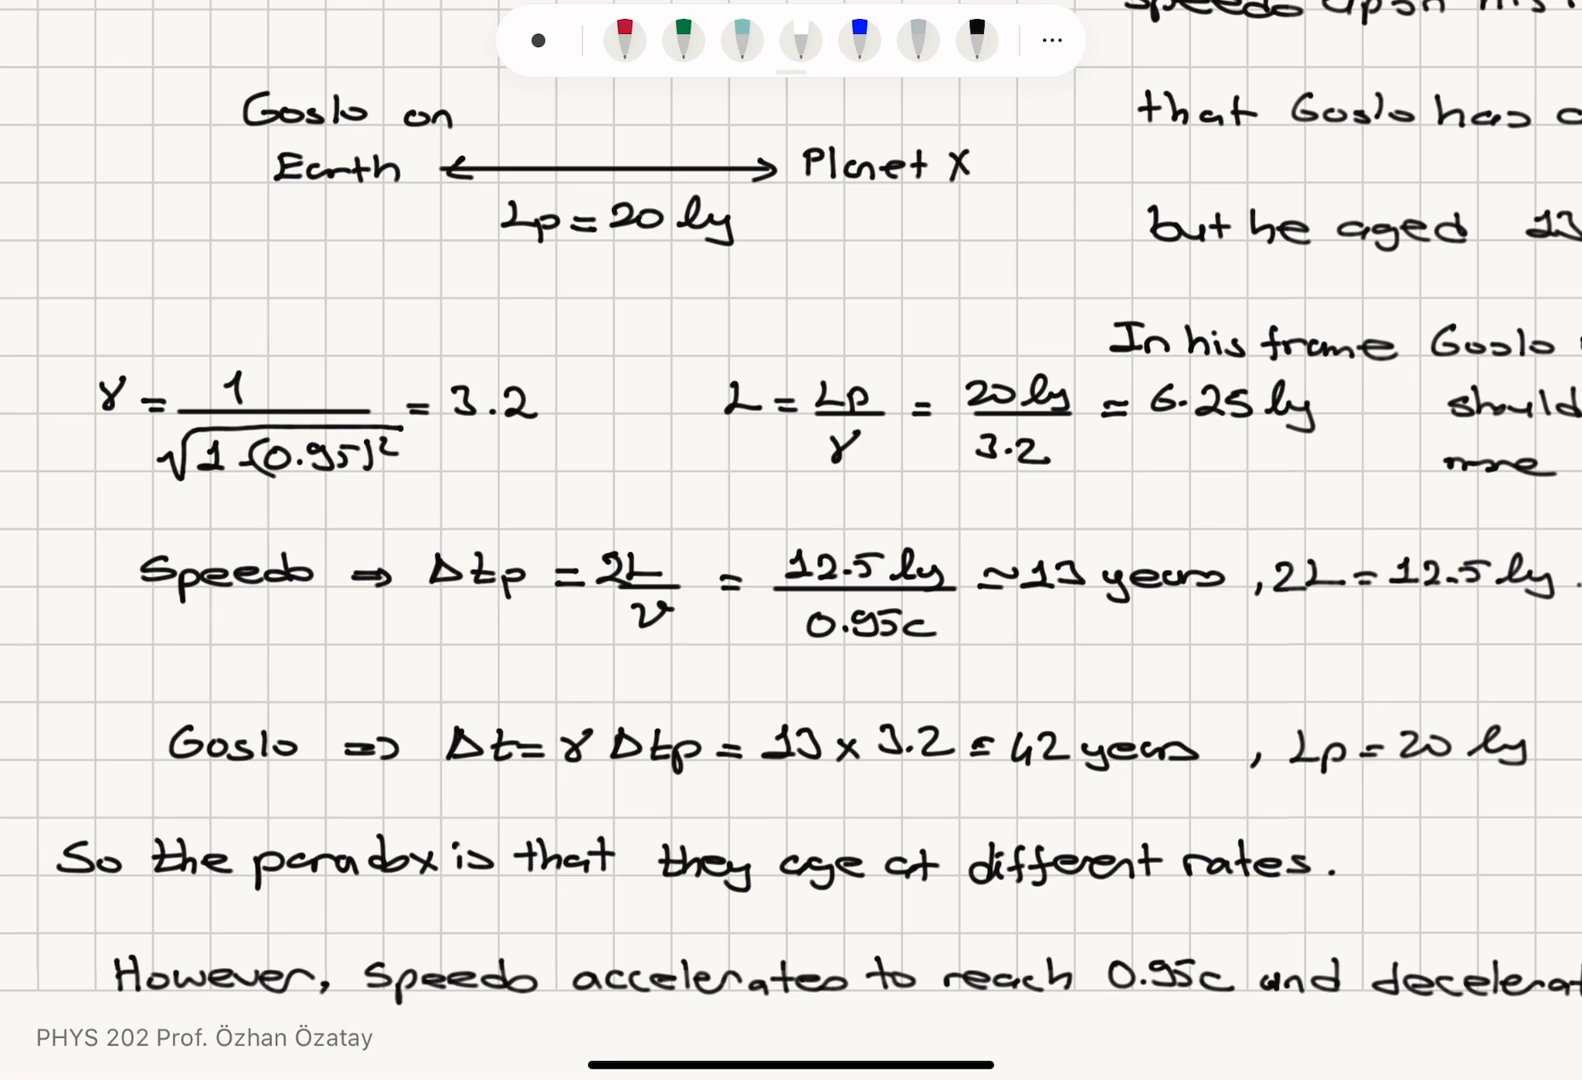 that Goslo has
Goslo on
Earth ⟷ Planet X
Lp = 20 ly
but he aged 13
In his frame Goslo
should
more
γ = 1 / √(1-(0.95)²) = 3.2
L = Lp / γ = 20 ly / 3.2 = 6.25 ly
Speedo ⇒ Δtp = 2L / v = 12.5 ly / 0.95c ≈ 13 years , 2L = 12.5 ly.
Goslo ⇒ Δt = γ Δtp = 13 x 3.2 = 42 years , Lp = 20 ly
So the paradox is that they age at different rates.
However, Speedo accelerates to reach 0.95c and decelerat
PHYS 202 Prof. Özhan Özatay